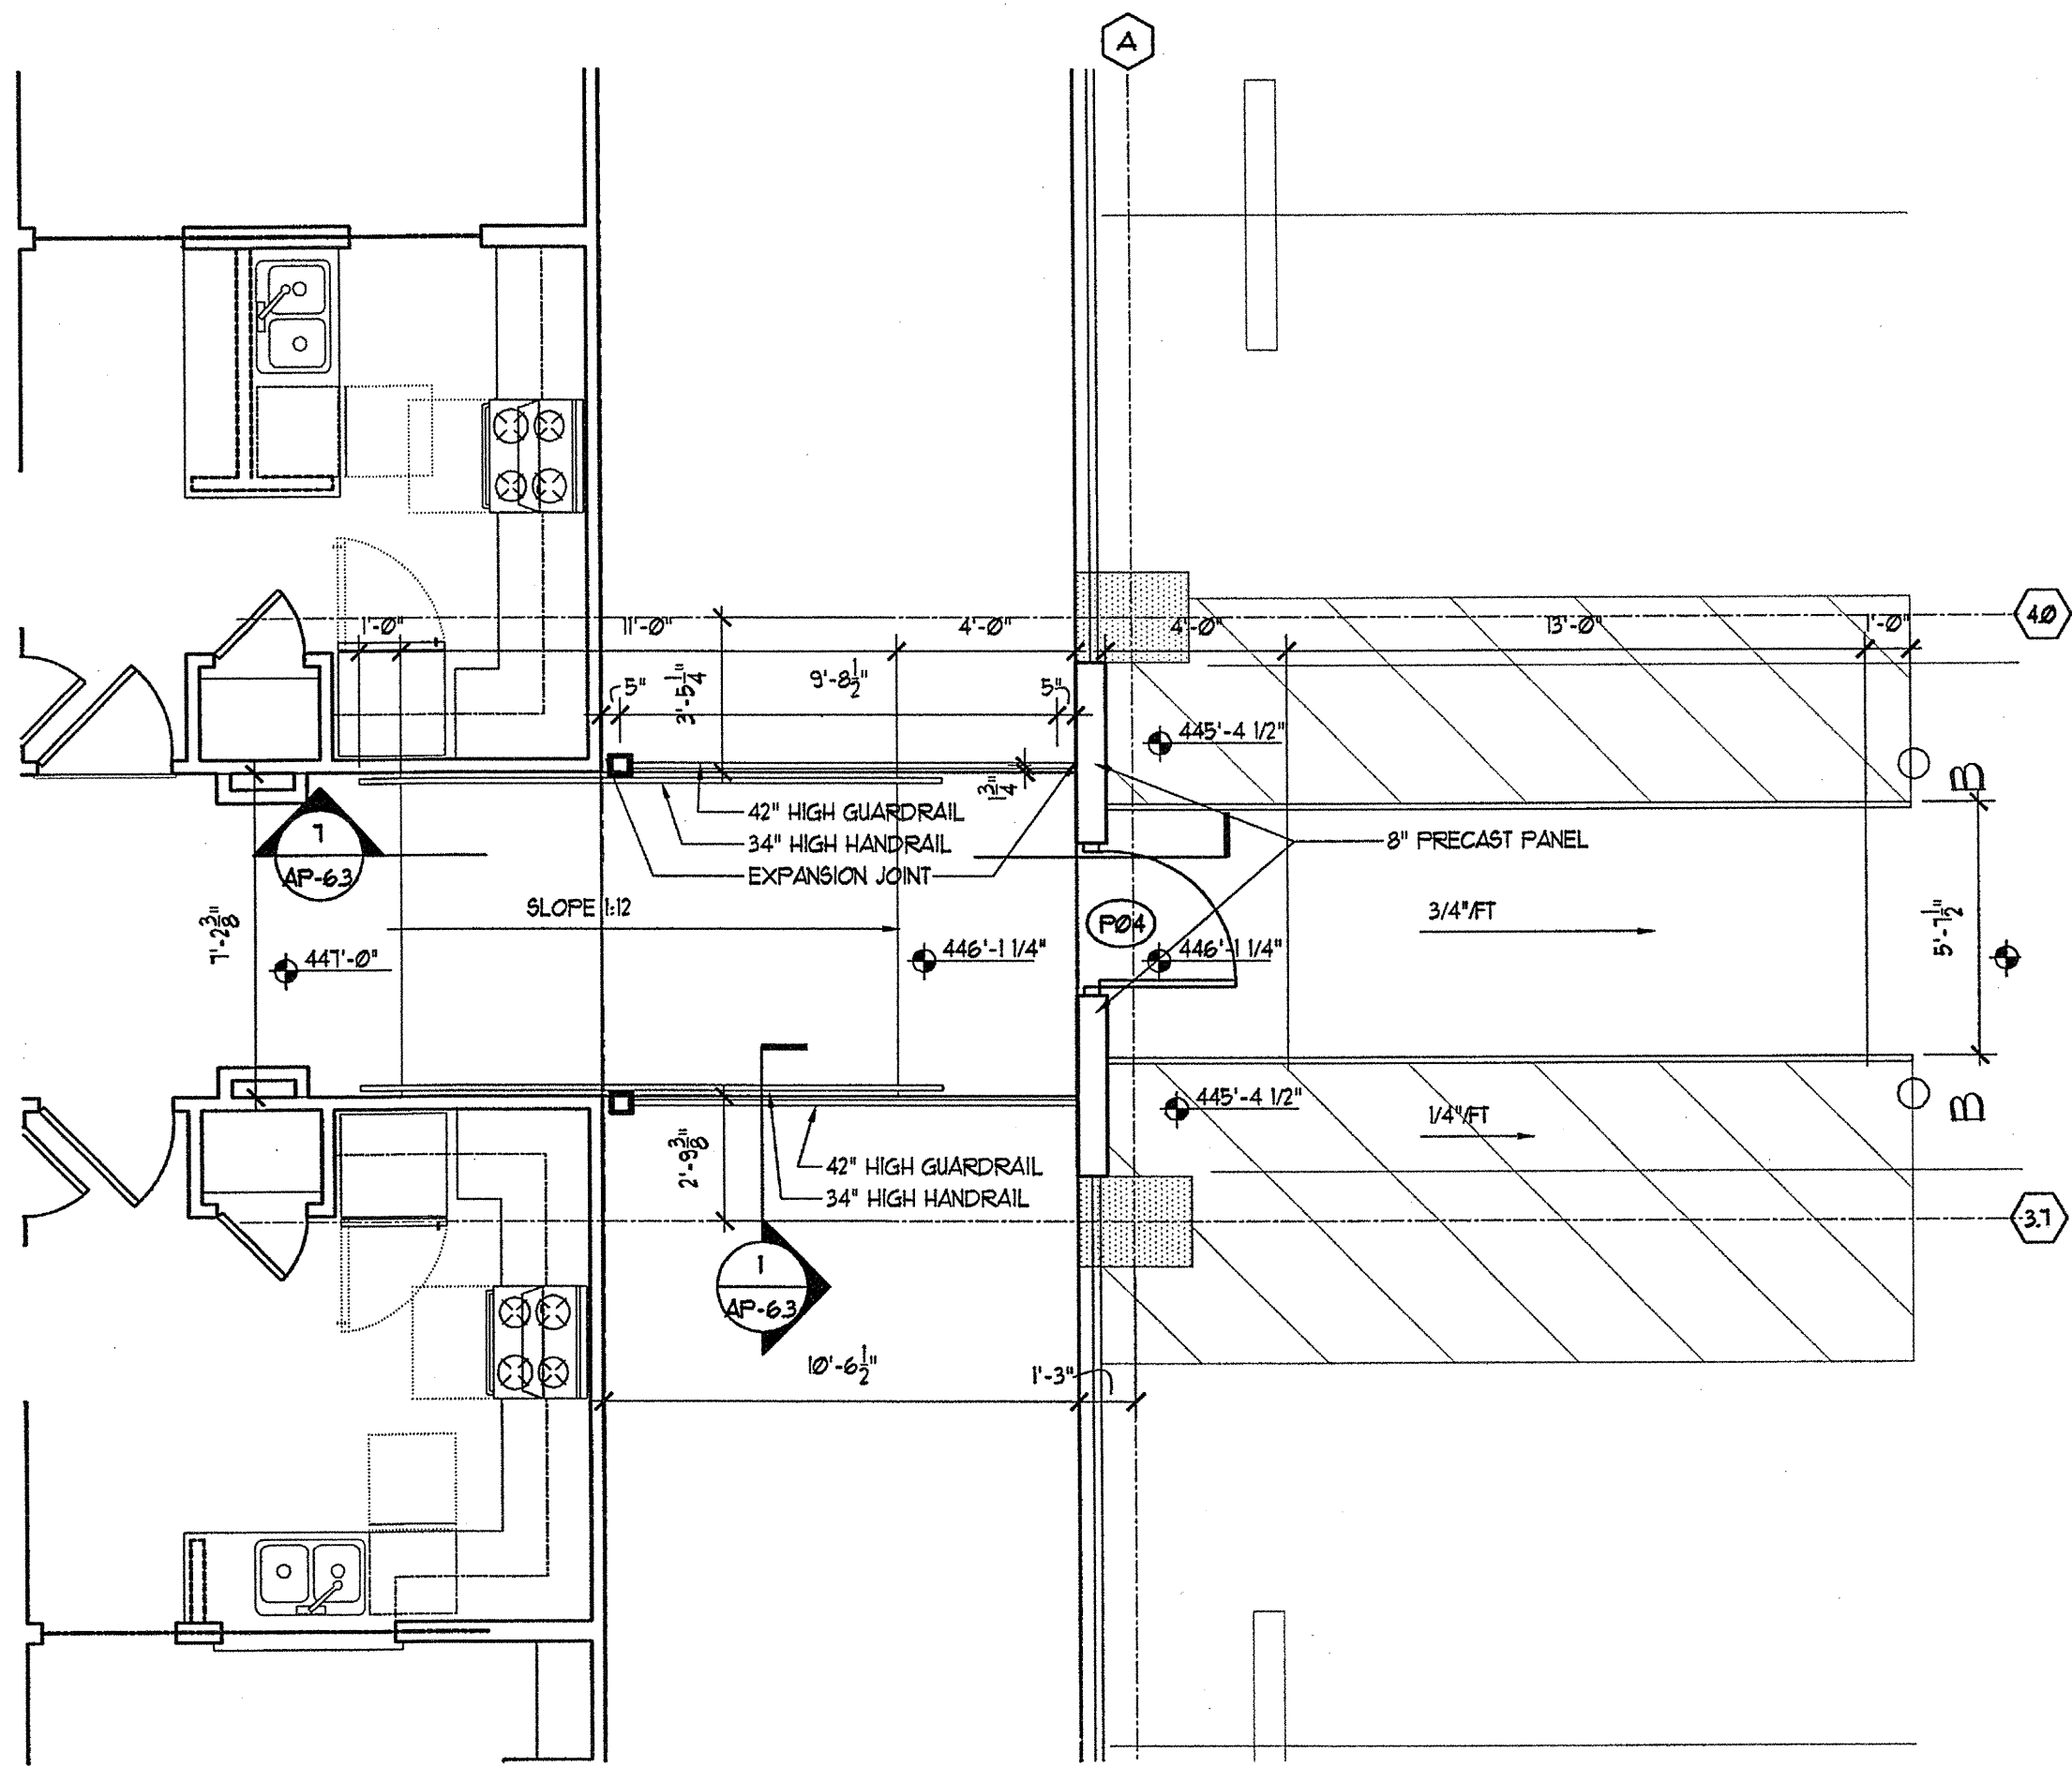 A
4.0
1'-0"
11'-0"
4'-0"
4'-0"
13'-0"
1'-0"
5"
3'-5 1/4"
9'-8 1/2"
5"
445'-4 1/2"
B
1 3/4"
42" HIGH GUARDRAIL
34" HIGH HANDRAIL
EXPANSION JOINT
8" PRECAST PANEL
1
AP-6.3
SLOPE 1:12
P04
3/4"/FT
7'-2 3/8"
447'-0"
446'-1 1/4"
446'-1 1/4"
5'-7 1/2"
445'-4 1/2"
1/4"/FT
B
2'-9 3/8"
42" HIGH GUARDRAIL
34" HIGH HANDRAIL
3.7
1
AP-6.3
10'-6 1/2"
1'-3"